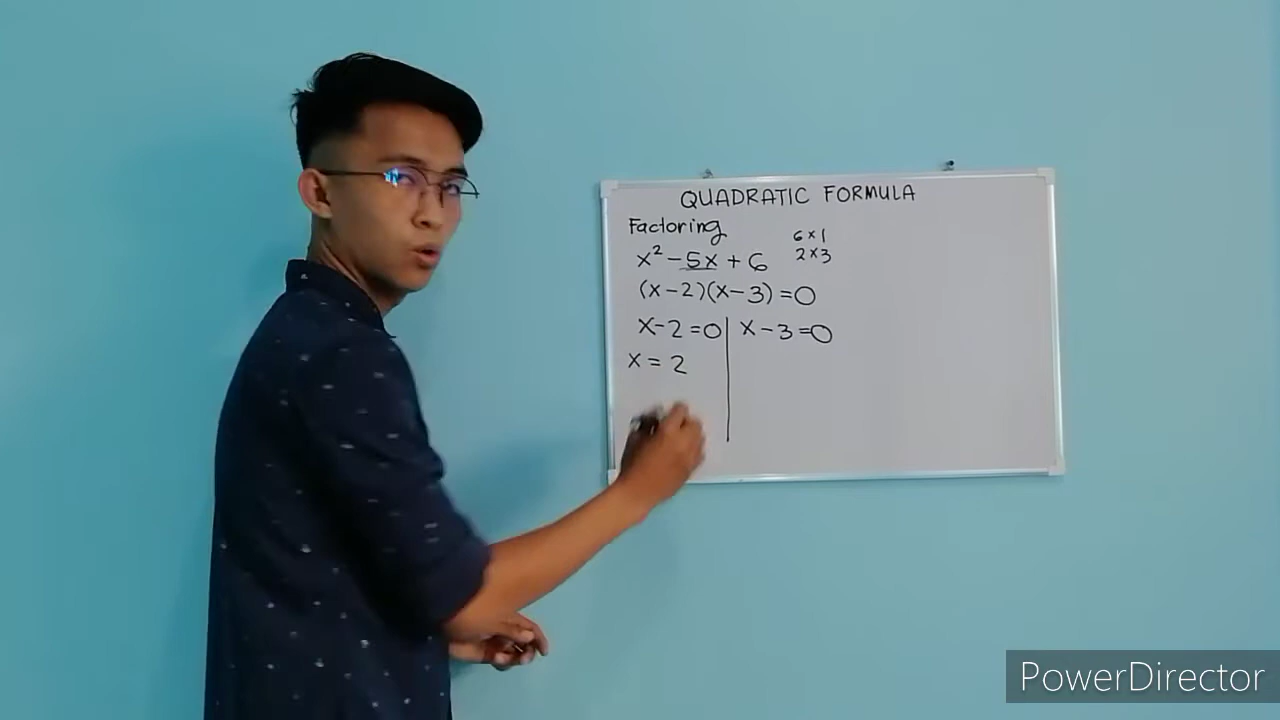 QUADRATIC FORMULA
Factoring
6 x 1
x² - 5x + 6
2 x 3
(x - 2)(x - 3) = 0
x - 2 = 0 | x - 3 = 0
x = 2
PowerDirector